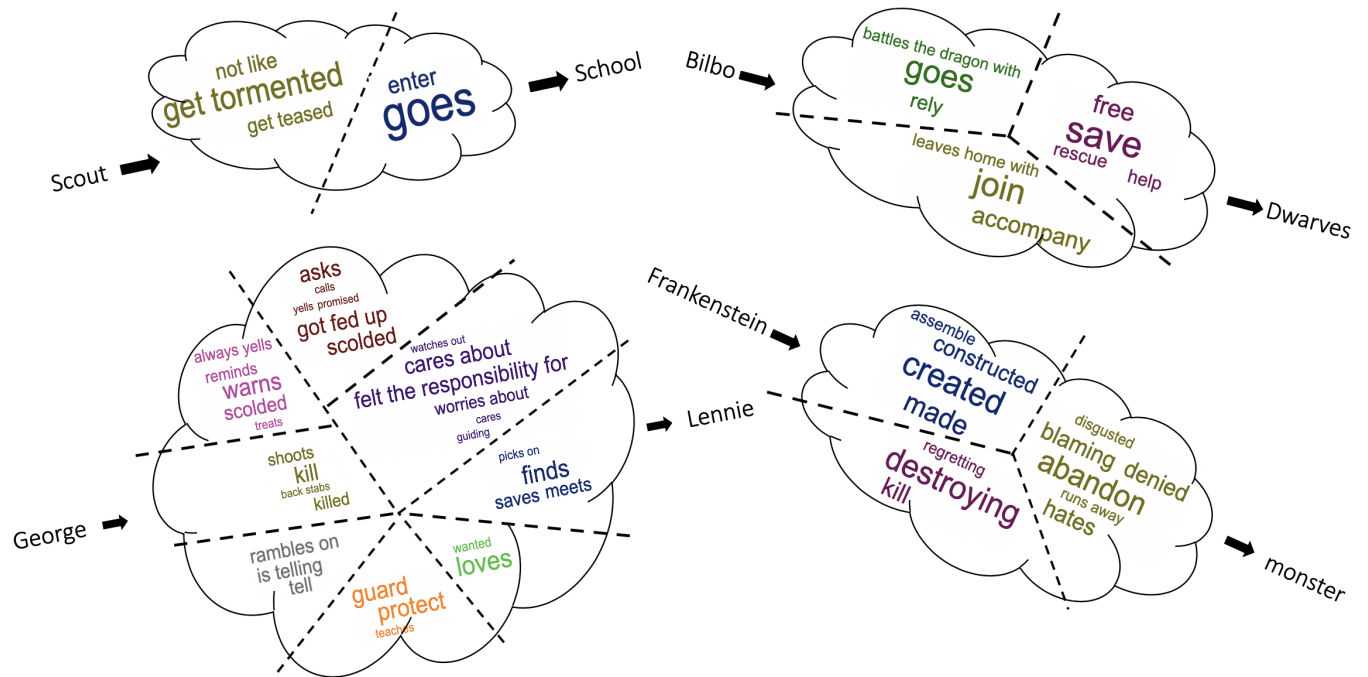 Scout
not like
get tormented
get teased
enter
goes
School
Bilbo
battles the dragon with
goes
rely
free
save
rescue
help
leaves home with
join
accompany
Dwarves
George
asks
calls
yells promised
got fed up
scolded
always yells
reminds
warns
scolded
treats
watches out
cares about
felt the responsibility for
worries about
cares
guiding
shoots
kill
back stabs
killed
picks on
finds
saves meets
rambles on
is telling
tell
guard
protect
teaches
wanted
loves
Lennie
Frankenstein
assemble
constructed
created
made
disgusted
blaming denied
abandon
runs away
hates
regretting
destroying
kill
monster